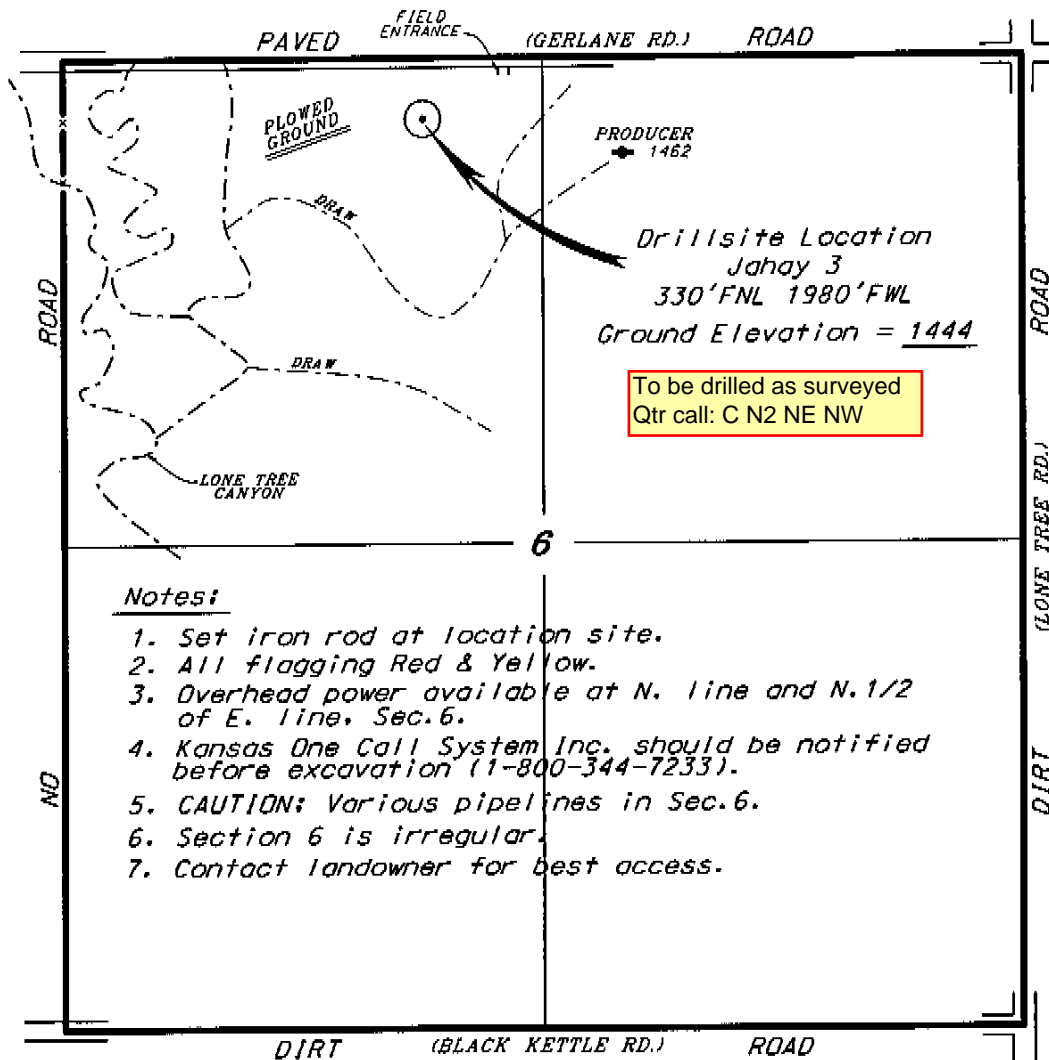 FIELD
ENTRANCE
PAVED (GERLANE RD.) ROAD
PLOWED
GROUND
PRODUCER
1462
DRAW
Drillsite Location
Jahay 3
330'FNL 1980'FWL
Ground Elevation = 1444
To be drilled as surveyed
Qtr call: C N2 NE NW
DRAW
LONE TREE
CANYON
NO ROAD
ROAD
(LONE TREE RD.)
DIRT
6
Notes:
1. Set iron rod at location site.
2. All flagging Red & Yellow.
3. Overhead power available at N. line and N.1/2
of E. line, Sec.6.
4. Kansas One Call System Inc. should be notified
before excavation (1-800-344-7233).
5. CAUTION: Various pipelines in Sec.6.
6. Section 6 is irregular.
7. Contact landowner for best access.
DIRT (BLACK KETTLE RD.) ROAD